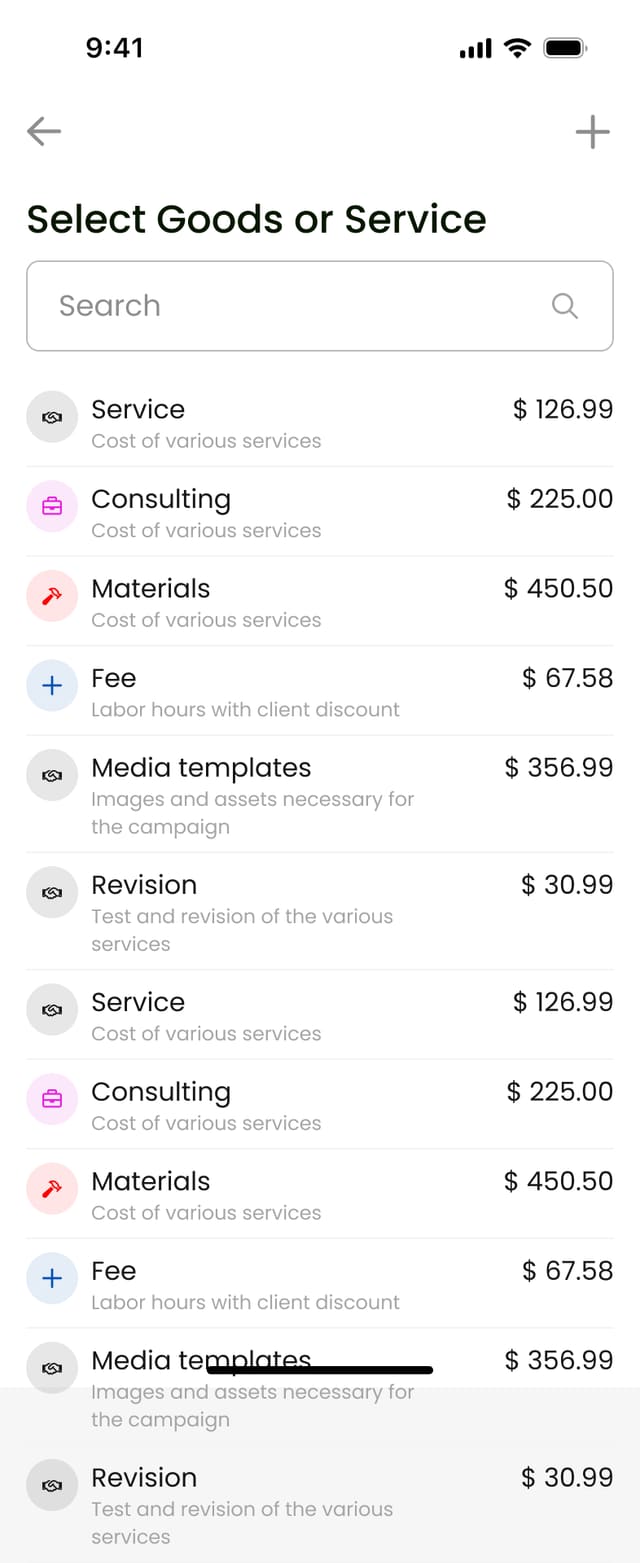 9:41
Select Goods or Service
Search
Service $ 126.99
Cost of various services
Consulting $ 225.00
Cost of various services
Materials $ 450.50
Cost of various services
Fee $ 67.58
Labor hours with client discount
Media templates $ 356.99
Images and assets necessary for
the campaign
Revision $ 30.99
Test and revision of the various
services
Service $ 126.99
Cost of various services
Consulting $ 225.00
Cost of various services
Materials $ 450.50
Cost of various services
Fee $ 67.58
Labor hours with client discount
Media templates $ 356.99
Images and assets necessary for
the campaign
Revision $ 30.99
Test and revision of the various
services